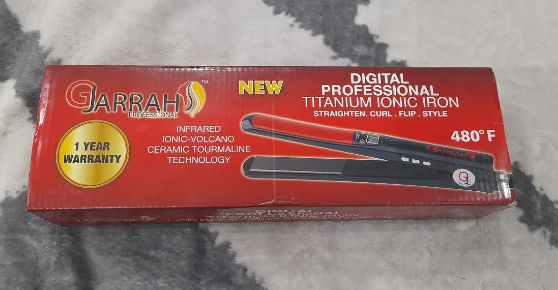 GJARRAH™
PROFESSIONAL
NEW
DIGITAL
PROFESSIONAL
TITANIUM IONIC IRON
STRAIGHTEN. CURL . FLIP . STYLE
480°F
1 YEAR
WARRANTY
INFRARED
IONIC-VOLCANO
CERAMIC TOURMALINE
TECHNOLOGY